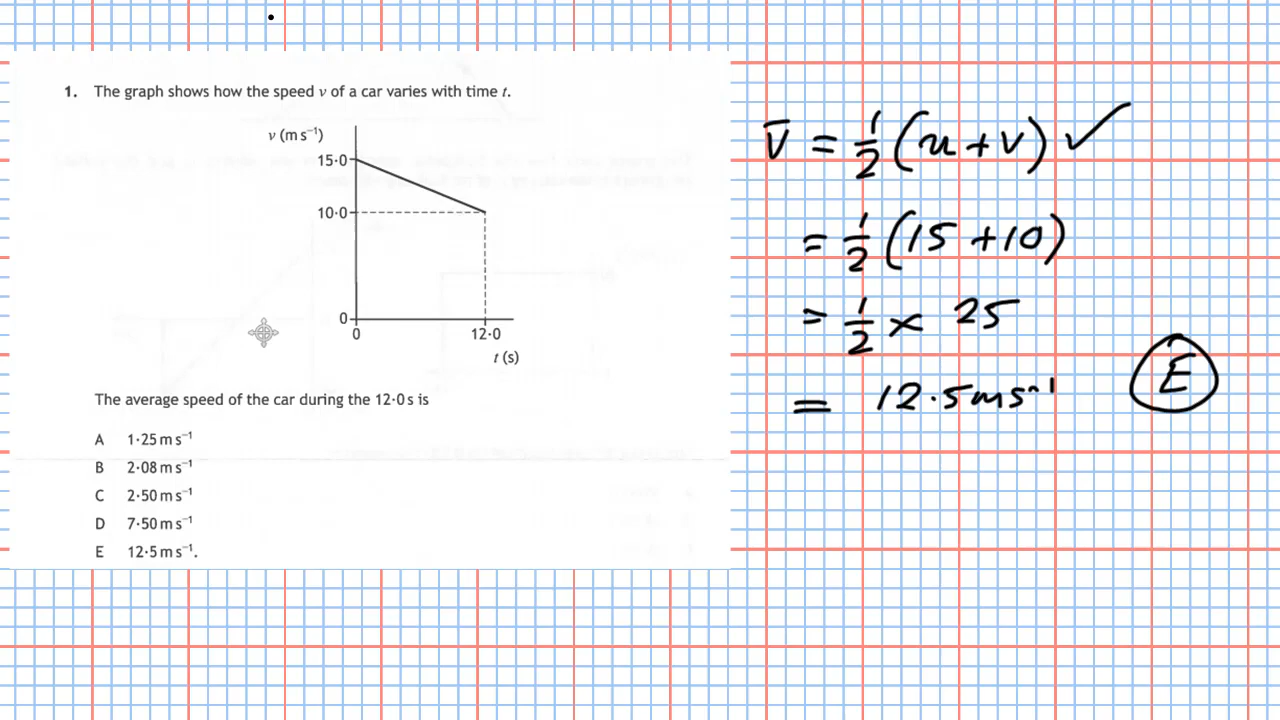 1. The graph shows how the speed v of a car varies with time t.
v (m s⁻¹)
15·0
10·0
0
0
12·0
t (s)
The average speed of the car during the 12·0 s is
A 1·25 m s⁻¹
B 2·08 m s⁻¹
C 2·50 m s⁻¹
D 7·50 m s⁻¹
E 12·5 m s⁻¹.
v̄ = ½ (u + v) ✓
= ½ (15 + 10)
= ½ × 25
= 12.5 ms⁻¹
E